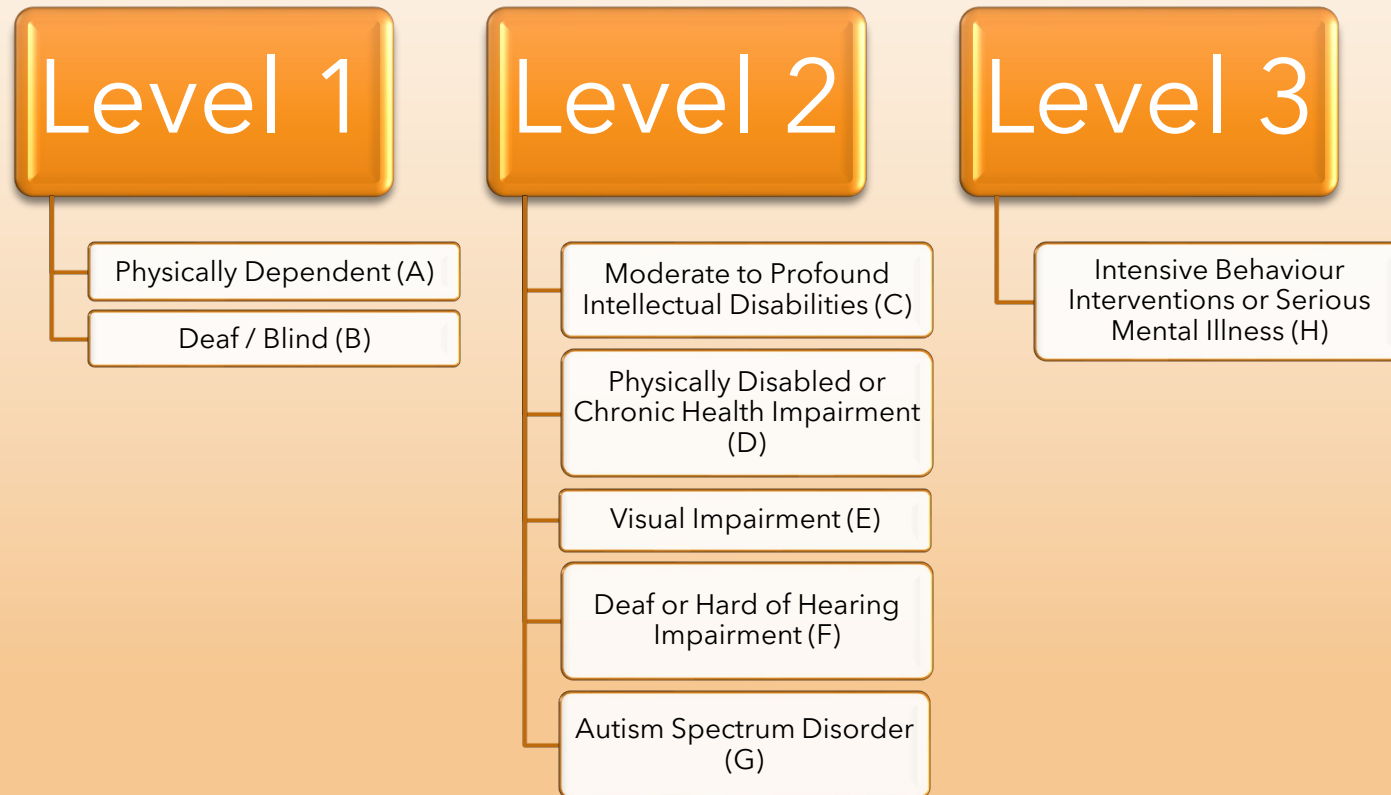 Level 1
Physically Dependent (A)
Deaf / Blind (B)
Level 2
Moderate to Profound
Intellectual Disabilities (C)
Physically Disabled or
Chronic Health Impairment
(D)
Visual Impairment (E)
Deaf or Hard of Hearing
Impairment (F)
Autism Spectrum Disorder
(G)
Level 3
Intensive Behaviour
Interventions or Serious
Mental Illness (H)